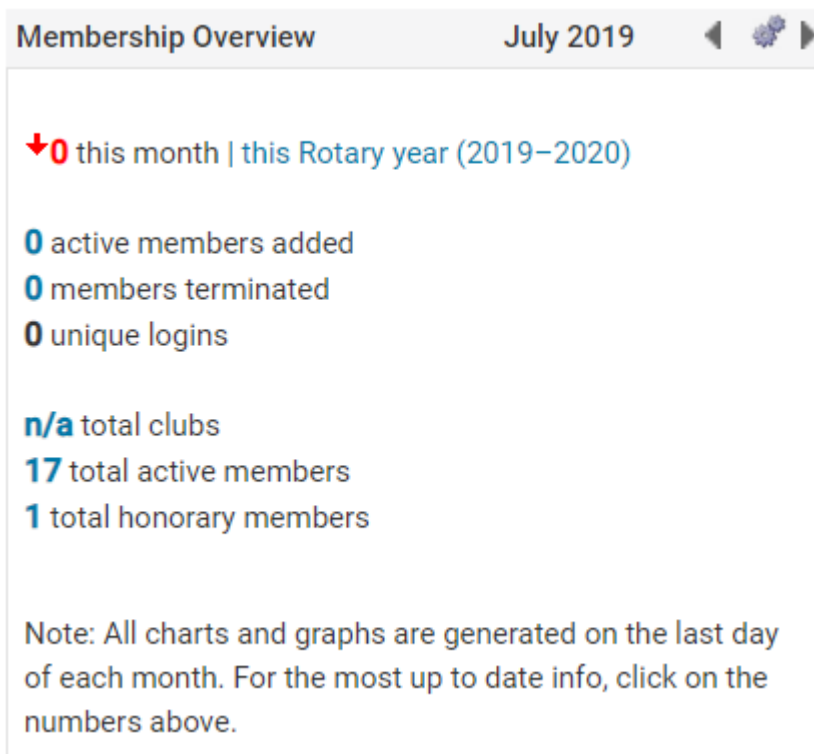 Membership Overview July 2019
0 this month | this Rotary year (2019–2020)
0 active members added
0 members terminated
0 unique logins
n/a total clubs
17 total active members
1 total honorary members
Note: All charts and graphs are generated on the last day
of each month. For the most up to date info, click on the
numbers above.